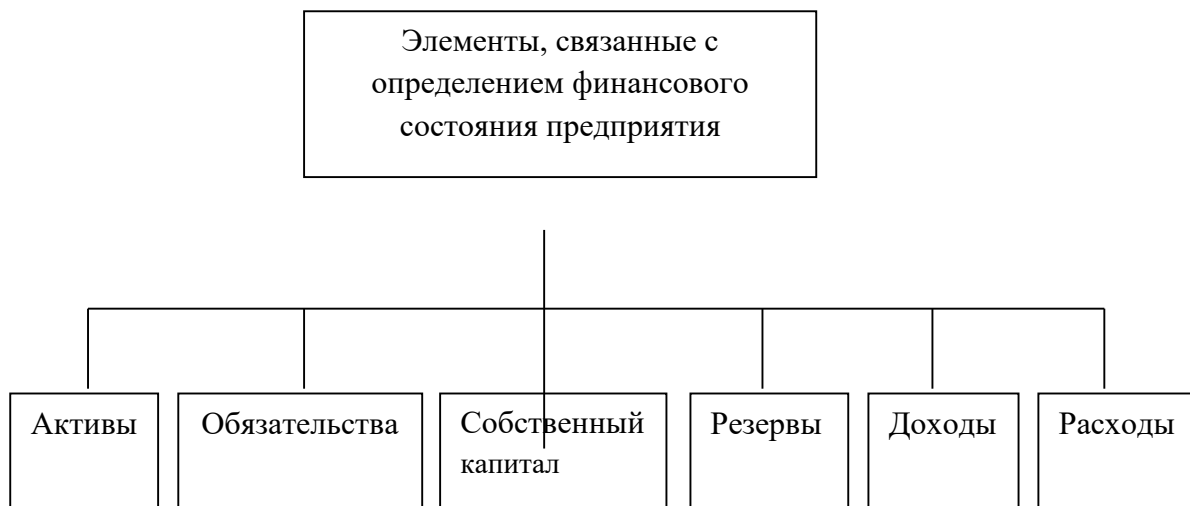 Элементы, связанные с
определением финансового
состояния предприятия
Активы
Обязательства
Собственный
капитал
Резервы
Доходы
Расходы